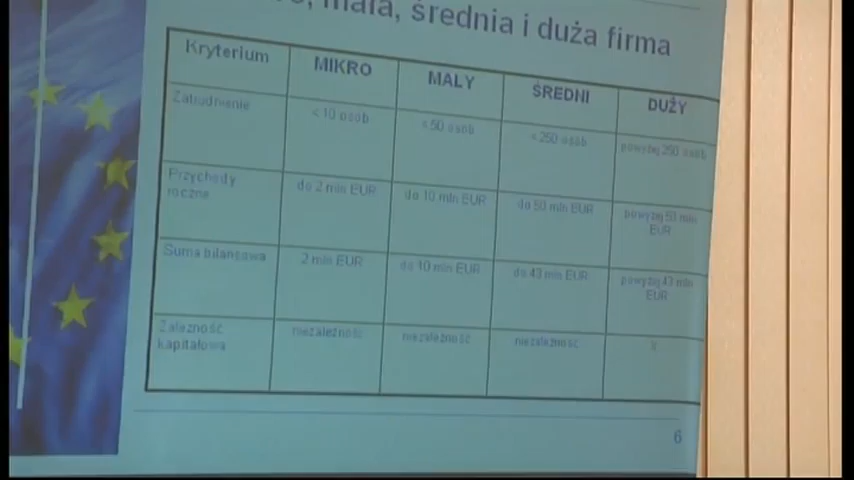 mała, średnia i duża firma
Kryterium MIKRO MAŁY ŚREDNI DUŻY
Zatrudnienie < 10 osób < 50 osób < 250 osób powyżej 250 osób
Przychody roczne do 2 mln EUR do 10 mln EUR do 50 mln EUR powyżej 50 mln EUR
Suma bilansowa 2 mln EUR do 10 mln EUR do 43 mln EUR powyżej 43 mln EUR
Zależność kapitałowa niezależność niezależność niezależność
6